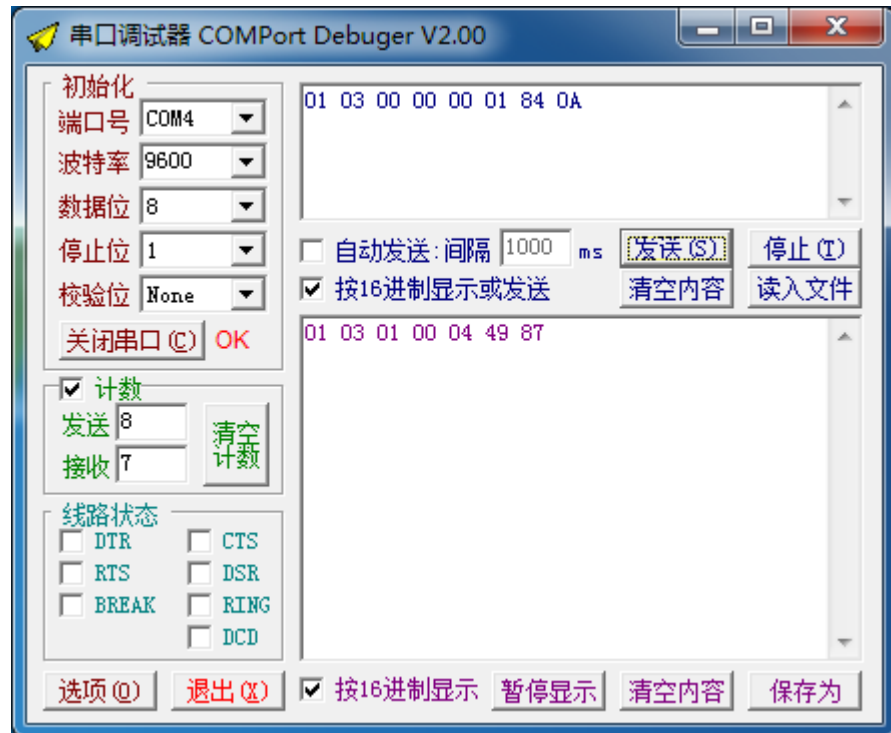 串口调试器 COMPort Debuger V2.00
初始化
端口号 COM4
波特率 9600
数据位 8
停止位 1
校验位 None
关闭串口(C) OK
计数
发送 8
接收 7
清空
计数
线路状态
DTR CTS
RTS DSR
BREAK RING
DCD
选项(O) 退出(X)
01 03 00 00 00 01 84 0A
自动发送:间隔 1000 ms 发送(S) 停止(T)
按16进制显示或发送 清空内容 读入文件
01 03 01 00 04 49 87
按16进制显示 暂停显示 清空内容 保存为